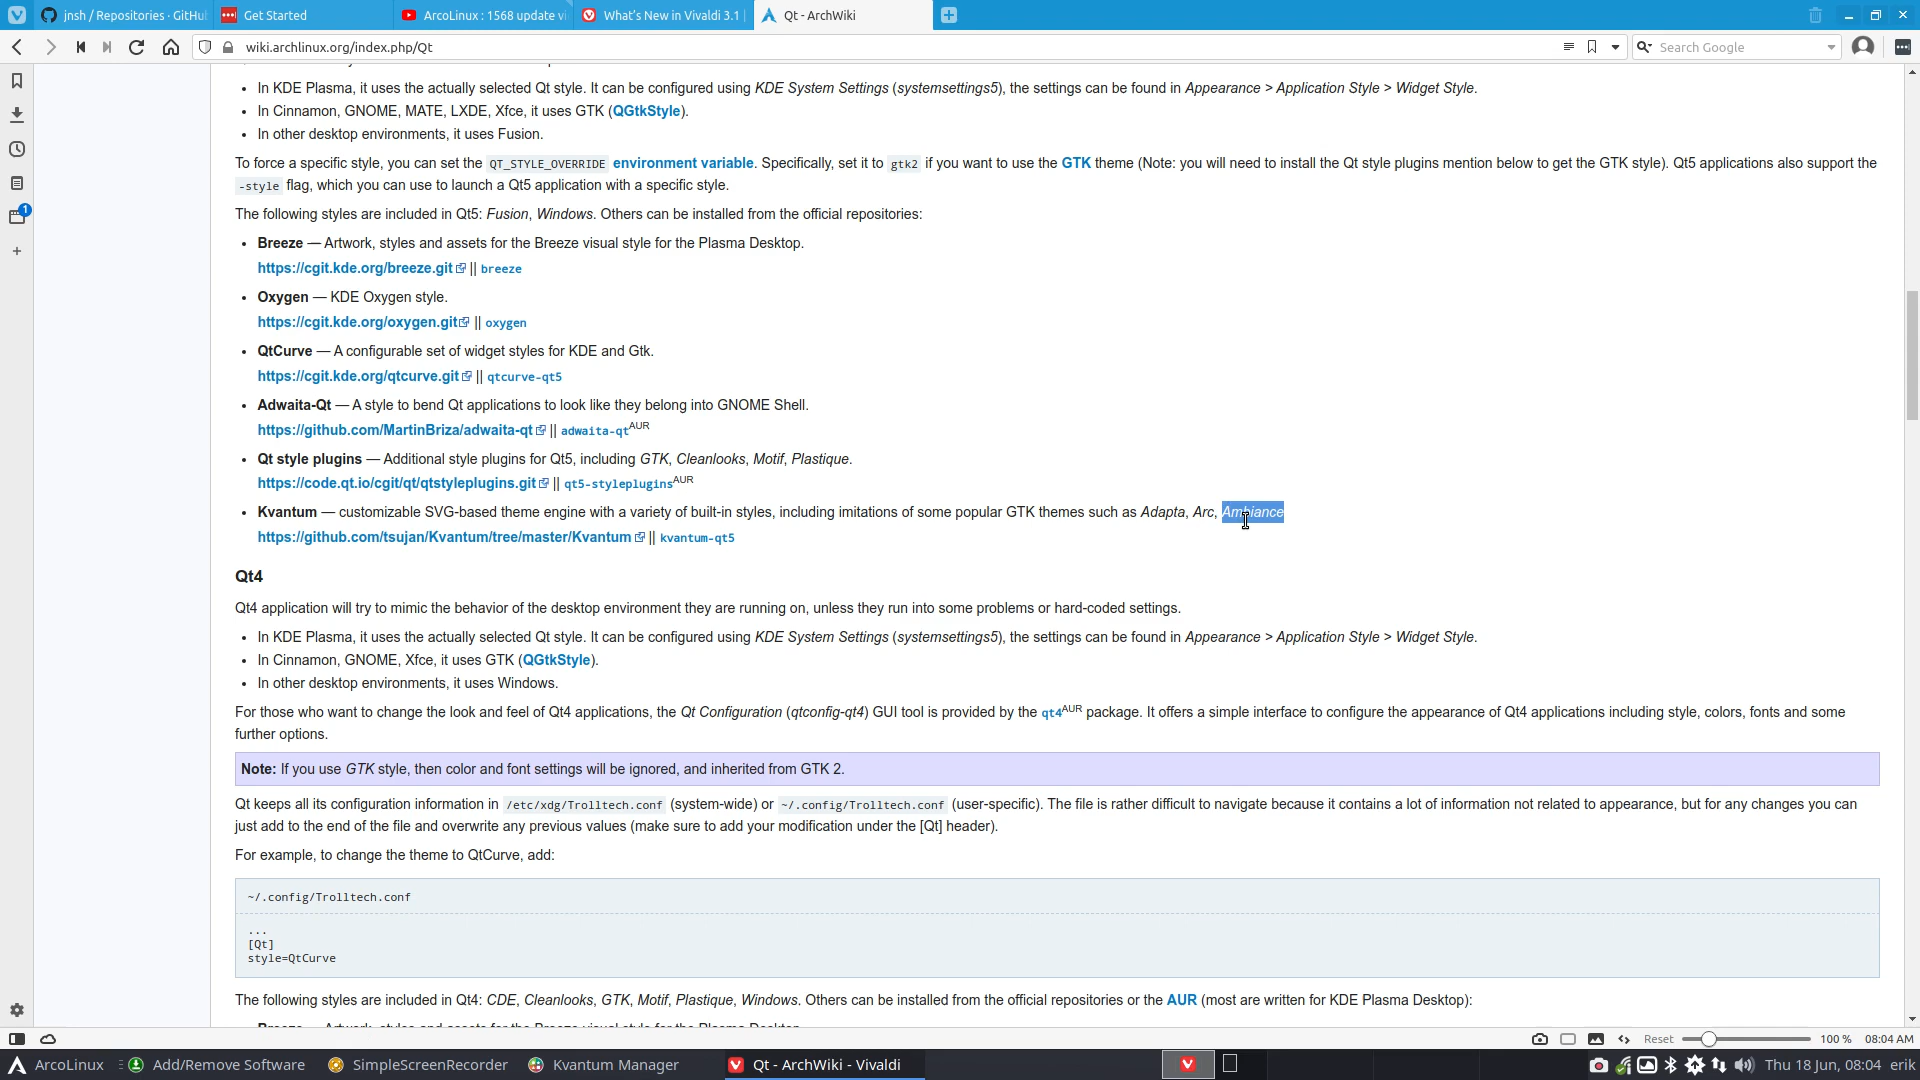 jnsh / Repositories · GitHu
Get Started
ArcoLinux : 1568 update vi
What's New in Vivaldi 3.1 |
Qt - ArchWiki
wiki.archlinux.org/index.php/Qt
Search Google
1
• In KDE Plasma, it uses the actually selected Qt style. It can be configured using KDE System Settings (systemsettings5), the settings can be found in Appearance > Application Style > Widget Style.
• In Cinnamon, GNOME, MATE, LXDE, Xfce, it uses GTK (QGtkStyle).
• In other desktop environments, it uses Fusion.
To force a specific style, you can set the QT_STYLE_OVERRIDE environment variable. Specifically, set it to gtk2 if you want to use the GTK theme (Note: you will need to install the Qt style plugins mention below to get the GTK style). Qt5 applications also support the
-style flag, which you can use to launch a Qt5 application with a specific style.
The following styles are included in Qt5: Fusion, Windows. Others can be installed from the official repositories:
• Breeze — Artwork, styles and assets for the Breeze visual style for the Plasma Desktop.
https://cgit.kde.org/breeze.git || breeze
• Oxygen — KDE Oxygen style.
https://cgit.kde.org/oxygen.git || oxygen
• QtCurve — A configurable set of widget styles for KDE and Gtk.
https://cgit.kde.org/qtcurve.git || qtcurve-qt5
• Adwaita-Qt — A style to bend Qt applications to look like they belong into GNOME Shell.
https://github.com/MartinBriza/adwaita-qt || adwaita-qtAUR
• Qt style plugins — Additional style plugins for Qt5, including GTK, Cleanlooks, Motif, Plastique.
https://code.qt.io/cgit/qt/qtstyleplugins.git || qt5-stylepluginsAUR
• Kvantum — customizable SVG-based theme engine with a variety of built-in styles, including imitations of some popular GTK themes such as Adapta, Arc, Ambiance
https://github.com/tsujan/Kvantum/tree/master/Kvantum || kvantum-qt5
Qt4
Qt4 application will try to mimic the behavior of the desktop environment they are running on, unless they run into some problems or hard-coded settings.
• In KDE Plasma, it uses the actually selected Qt style. It can be configured using KDE System Settings (systemsettings5), the settings can be found in Appearance > Application Style > Widget Style.
• In Cinnamon, GNOME, Xfce, it uses GTK (QGtkStyle).
• In other desktop environments, it uses Windows.
For those who want to change the look and feel of Qt4 applications, the Qt Configuration (qtconfig-qt4) GUI tool is provided by the qt4AUR package. It offers a simple interface to configure the appearance of Qt4 applications including style, colors, fonts and some
further options.
Note: If you use GTK style, then color and font settings will be ignored, and inherited from GTK 2.
Qt keeps all its configuration information in /etc/xdg/Trolltech.conf (system-wide) or ~/.config/Trolltech.conf (user-specific). The file is rather difficult to navigate because it contains a lot of information not related to appearance, but for any changes you can
just add to the end of the file and overwrite any previous values (make sure to add your modification under the [Qt] header).
For example, to change the theme to QtCurve, add:
~/.config/Trolltech.conf
...
[Qt]
style=QtCurve
The following styles are included in Qt4: CDE, Cleanlooks, GTK, Motif, Plastique, Windows. Others can be installed from the official repositories or the AUR (most are written for KDE Plasma Desktop):
Breeze — Artwork, styles and assets for the Breeze visual style for the Plasma Desktop
Reset 100 % 08:04 AM
ArcoLinux
Add/Remove Software
SimpleScreenRecorder
Kvantum Manager
Qt - ArchWiki - Vivaldi
Thu 18 Jun, 08:04 erik